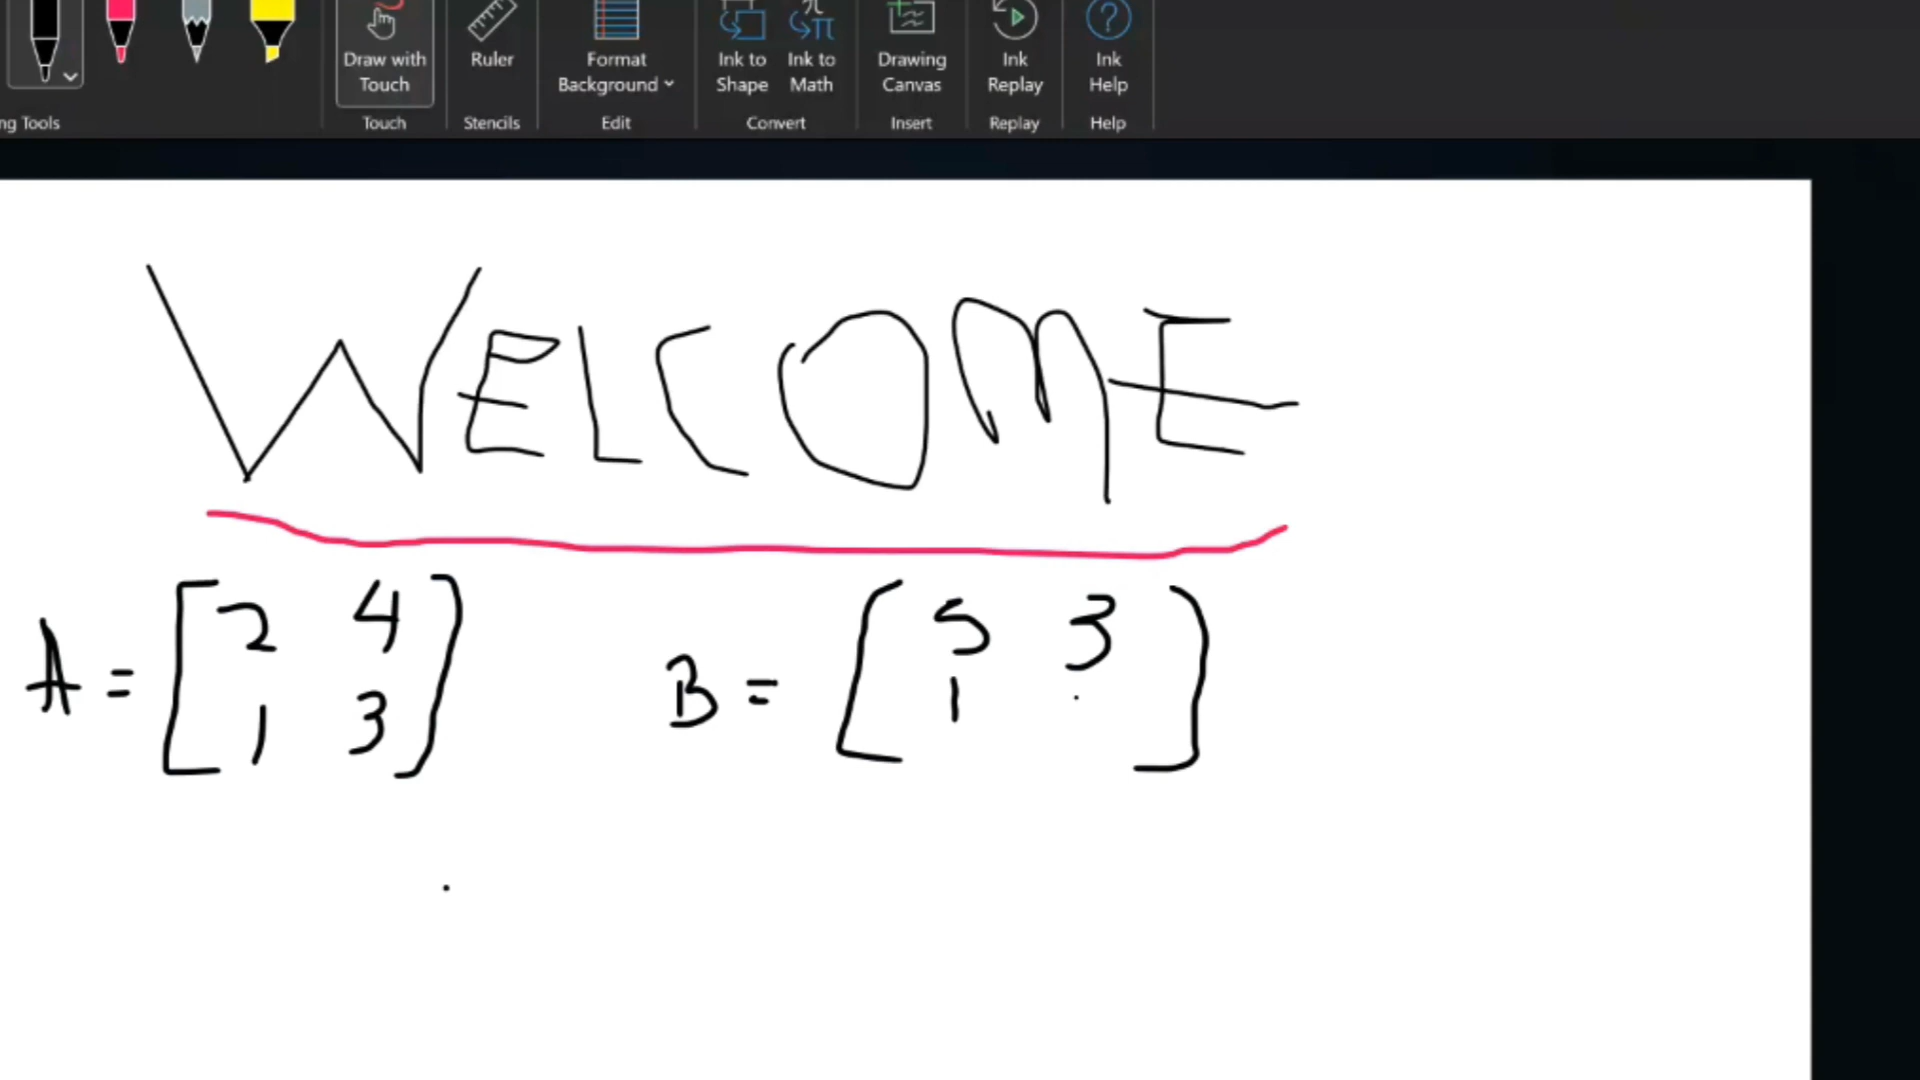 Draw with Touch
Ruler
Format Background
Ink to Shape
Ink to Math
Drawing Canvas
Ink Replay
Ink Help
ng Tools
Touch
Stencils
Edit
Convert
Insert
Replay
Help
WELCOME
A = [2 4
1 3]
B = [5 3
1 ]